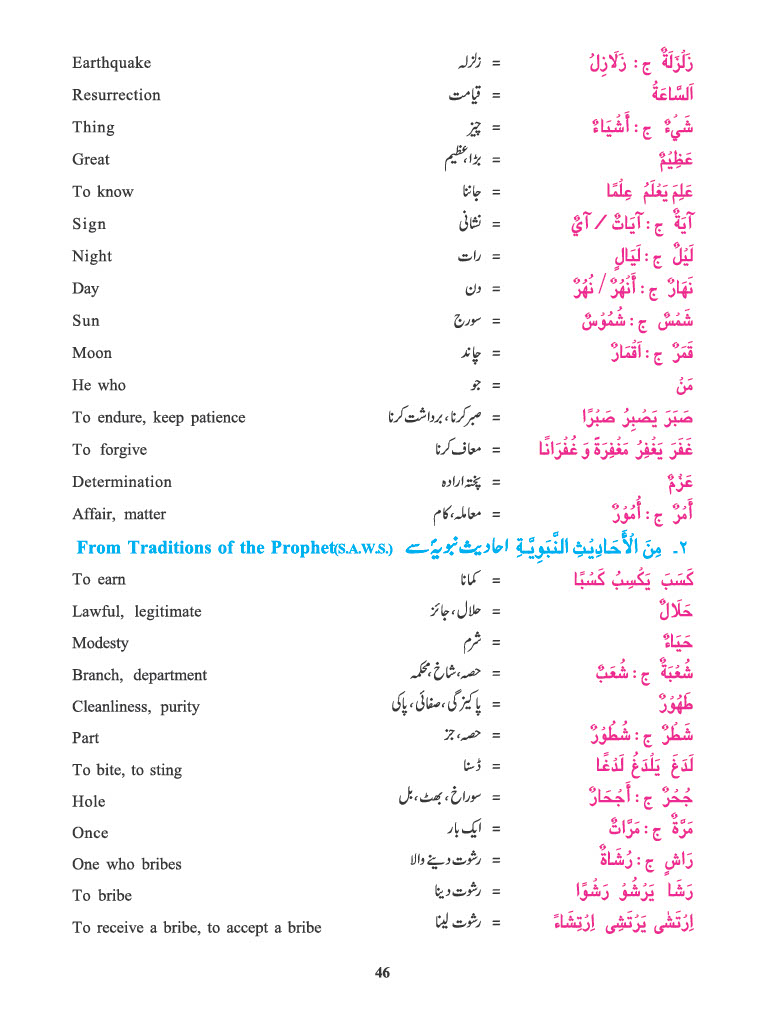 Earthquake زلزلہ = زَلْزَلَةٌ ج : زَلَازِلُ
Resurrection قیامت = اَلسَّاعَةُ
Thing چیز = شَيْءٌ ج : أَشْيَاءٌ
Great بڑا،عظیم = عَظِيْمٌ
To know جاننا = عَلِمَ يَعْلَمُ عِلْمًا
Sign نشانی = آيَةٌ ج : آيَاتٌ / آيٌ
Night رات = لَيْلٌ ج : لَيَالٍ
Day دن = نَهَارٌ ج : أَنْهُرٌ / نُهُرٌ
Sun سورج = شَمْسٌ ج : شُمُوْسٌ
Moon چاند = قَمَرٌ ج : اَقْمَارٌ
He who جو = مَنْ
To endure, keep patience صبر کرنا، برداشت کرنا = صَبَرَ يَصْبِرُ صَبْرًا
To forgive معاف کرنا = غَفَرَ يَغْفِرُ مَغْفِرَةً وَ غُفْرَانًا
Determination پختہ ارادہ = عَزْمٌ
Affair, matter معاملہ، کام = أَمْرٌ ج : أُمُوْرٌ
From Traditions of the Prophet(S.A.W.S.) احادیث نبویہؐ سے ٢۔ مِنَ الْأَحَادِيْثِ النَّبَوِيَّـةِ
To earn کمانا = كَسَبَ يَكْسِبُ كَسْبًا
Lawful, legitimate حلال، جائز = حَلَالٌ
Modesty شرم = حَيَاءٌ
Branch, department حصہ، شاخ، محکمہ = شُعْبَةٌ ج : شُعَبٌ
Cleanliness, purity پاکیزگی، صفائی، پاکی = طَهُوْرٌ
Part حصہ، جز = شَطْرٌ ج : شُطُوْرٌ
To bite, to sting ڈسنا = لَدَغَ يَلْدَغُ لَدْغًا
Hole سوراخ، بھٹ، بل = جُحْرٌ ج : أَجْحَارٌ
Once ایک بار = مَرَّةٌ ج : مَرَّاتٌ
One who bribes رشوت دینے والا = رَاشٍ ج : رُشَاةٌ
To bribe رشوت دینا = رَشَا يَرْشُوْ رَشْوًا
To receive a bribe, to accept a bribe رشوت لینا = اِرْتَشٰى يَرْتَشِى اِرْتِشَاءً
46